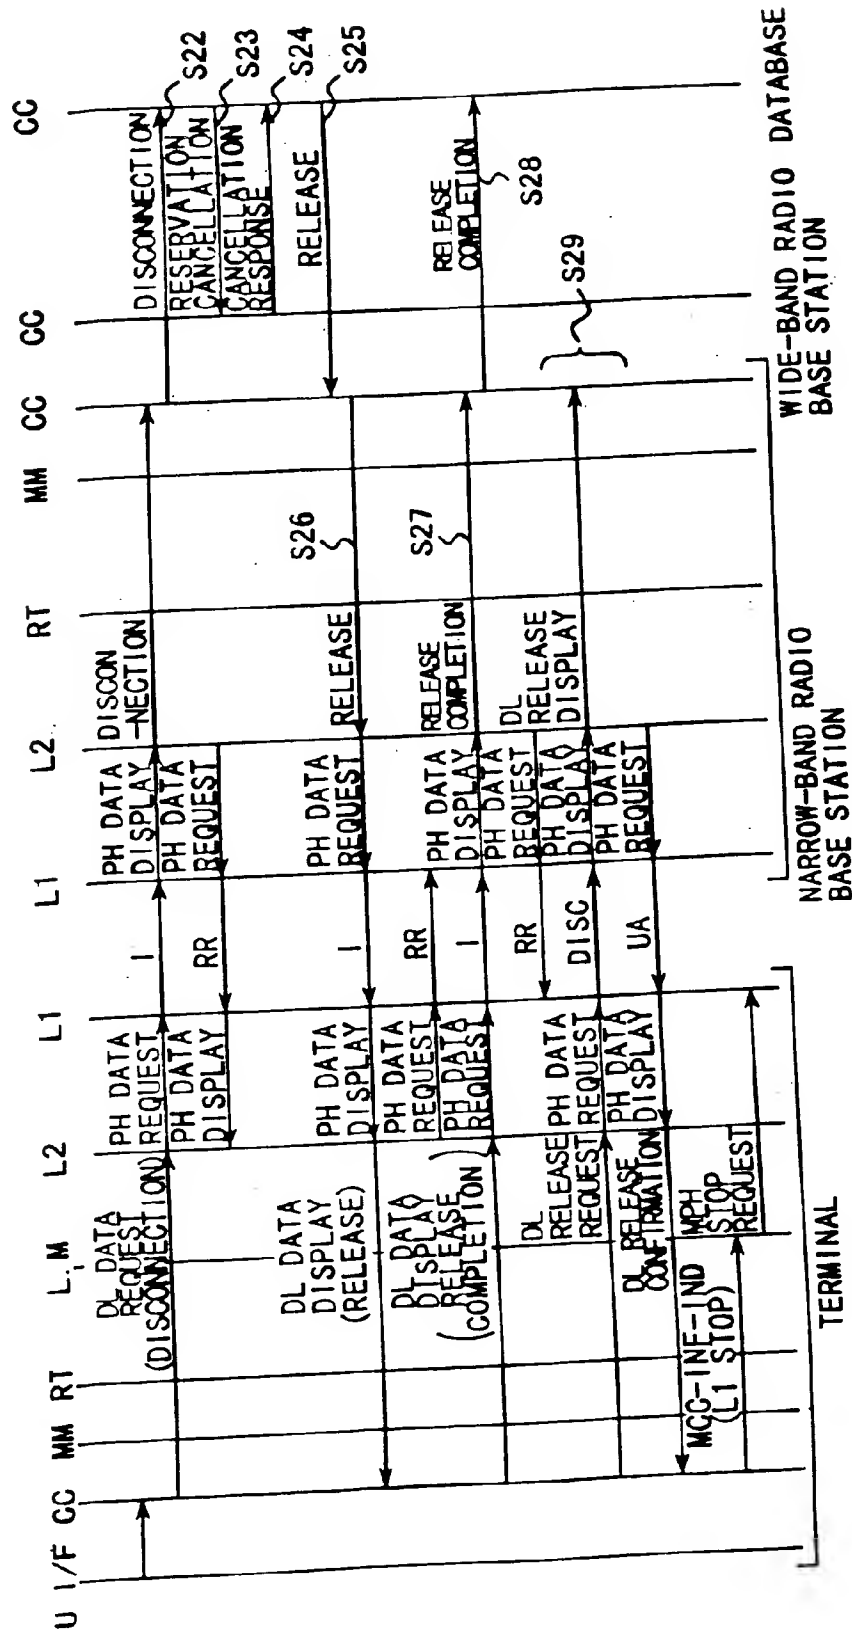 U I/F CC MM RT L.M L2 L1 L1 L2 RT MM CC CC CC
DL DATA
REQUEST
(DISCONNECTION)
PH DATA
REQUEST
PH DATA
DISPLAY
I
RR
PH DATA
DISPLAY
PH DATA
REQUEST
DISCON
-NECTION
DISCONNECTION
RESERVATION
CANCELLATION
CANCELLATION
RESPONSE
S22
S23
S24
S25
RELEASE
DL DATA
DISPLAY
(RELEASE)
PH DATA
DISPLAY
I
PH DATA
REQUEST
RELEASE
S26
DL DATA
DISPLAY
(RELEASE
COMPLETION)
PH DATA
REQUEST
PH DATA
REQUEST
RR
I
PH DATA
DISPLAY
PH DATA
REQUEST
RELEASE
COMPLETION
S27
RELEASE
COMPLETION
S28
DL
RELEASE
REQUEST
PH DATA
REQUEST
PH DATA
DISPLAY
RR
DISC
UA
PH DATA
DISPLAY
PH DATA
REQUEST
DL
RELEASE
DISPLAY
S29
DL RELEASE
CONFIRMATION
MPH
STOP
REQUEST
MCC-INF-IND
(L1 STOP)
TERMINAL
NARROW-BAND RADIO
BASE STATION
WIDE-BAND RADIO
BASE STATION
DATABASE